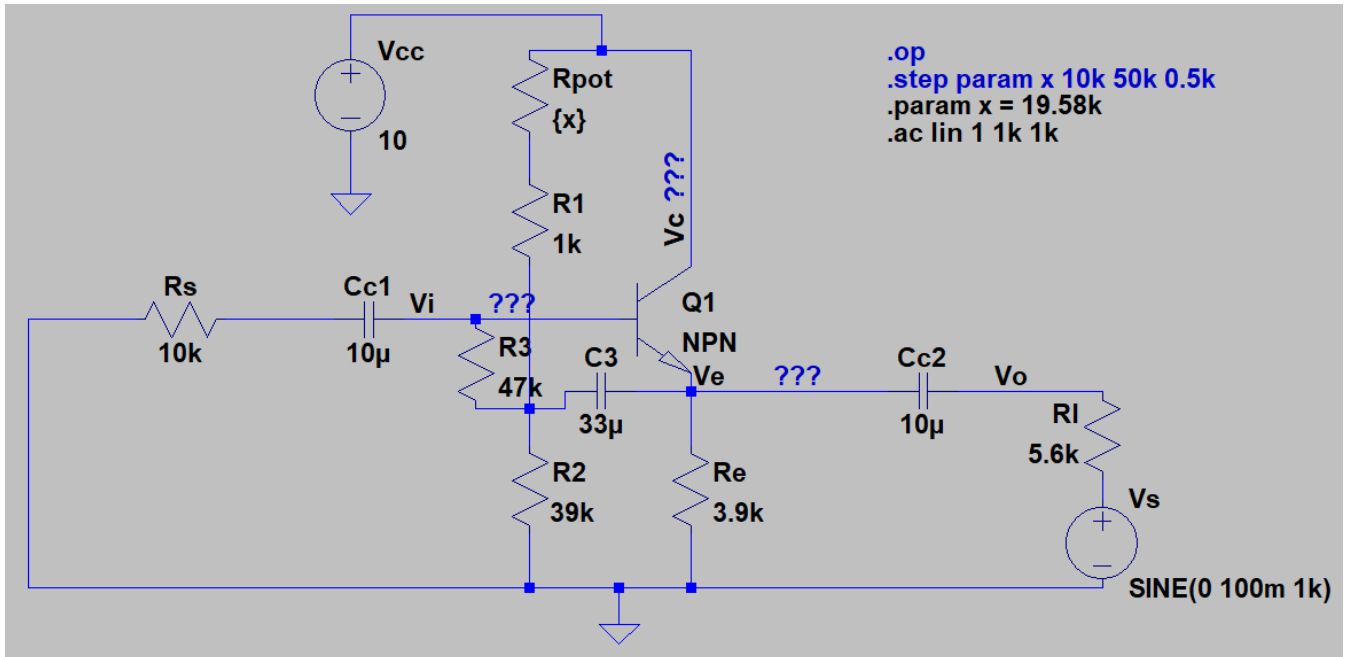 Vcc
10
Rpot
{x}
R1
1k
Vc ???
.op
.step param x 10k 50k 0.5k
.param x = 19.58k
.ac lin 1 1k 1k
Rs
10k
Cc1
10µ
Vi
???
R3
47k
Q1
NPN
C3
33µ
Ve
???
Cc2
10µ
Vo
Rl
5.6k
R2
39k
Re
3.9k
Vs
SINE(0 100m 1k)